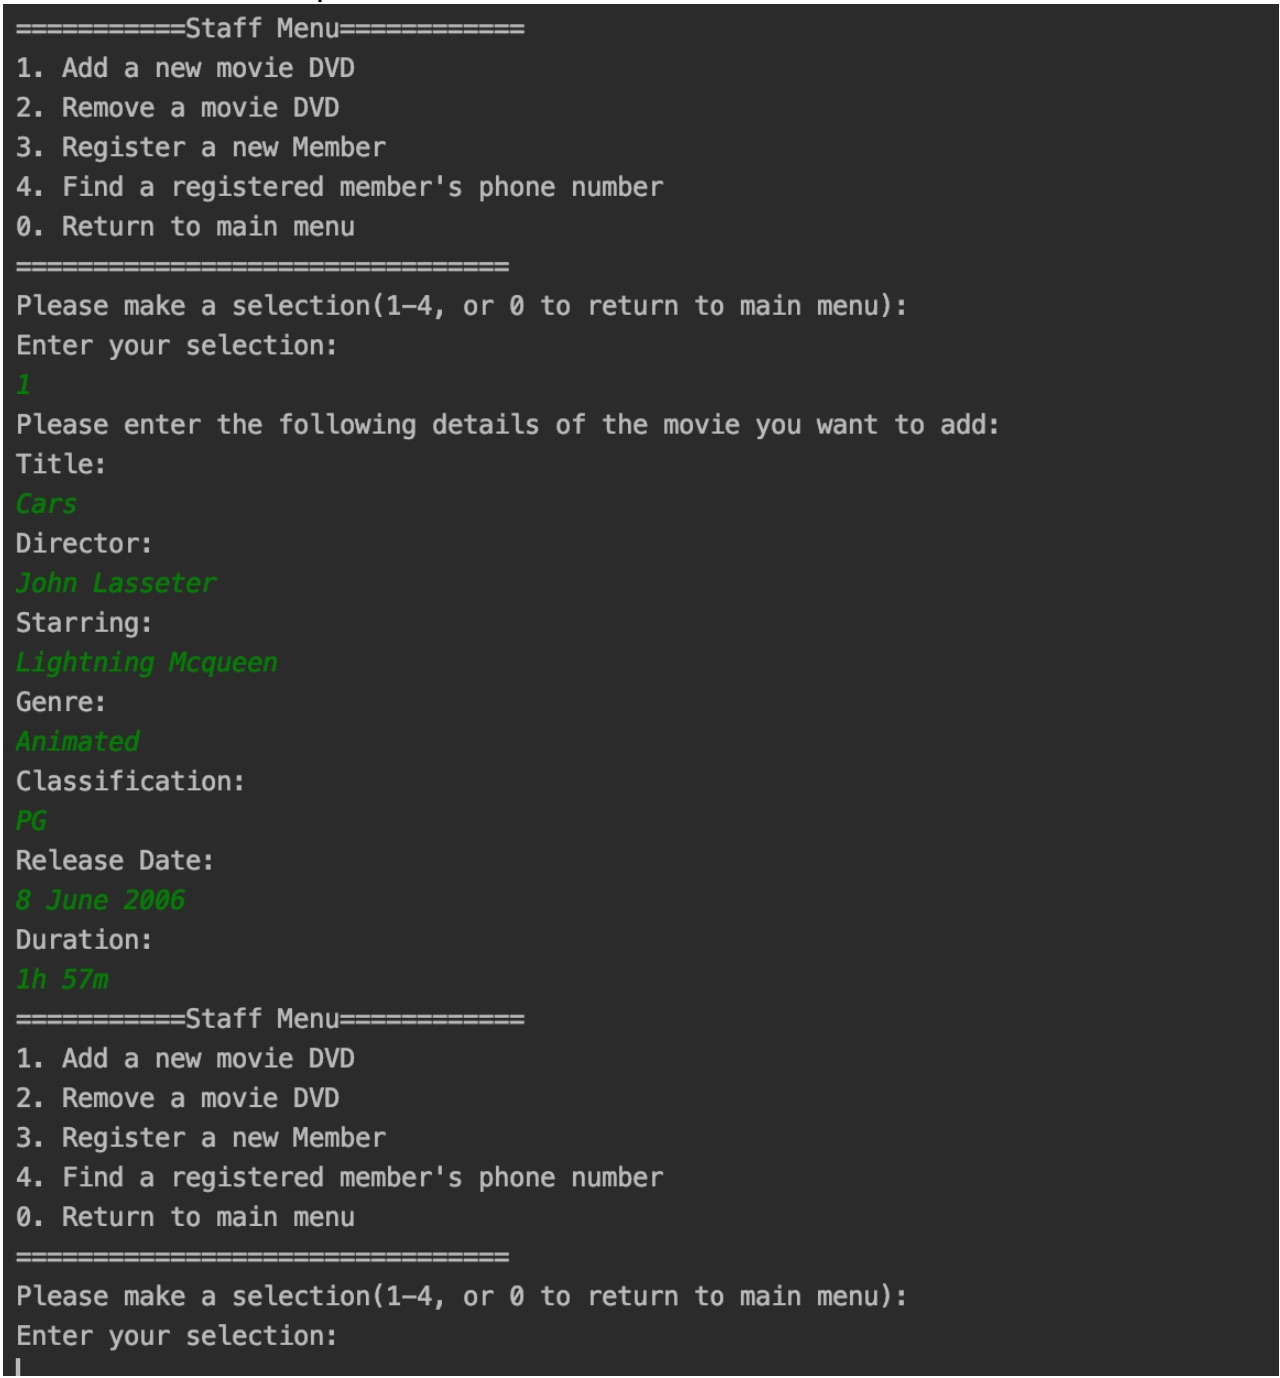 ===========Staff Menu============
1. Add a new movie DVD
2. Remove a movie DVD
3. Register a new Member
4. Find a registered member's phone number
0. Return to main menu
================================
Please make a selection(1-4, or 0 to return to main menu):
Enter your selection:
1
Please enter the following details of the movie you want to add:
Title:
Cars
Director:
John Lasseter
Starring:
Lightning Mcqueen
Genre:
Animated
Classification:
PG
Release Date:
8 June 2006
Duration:
1h 57m
===========Staff Menu============
1. Add a new movie DVD
2. Remove a movie DVD
3. Register a new Member
4. Find a registered member's phone number
0. Return to main menu
================================
Please make a selection(1-4, or 0 to return to main menu):
Enter your selection: